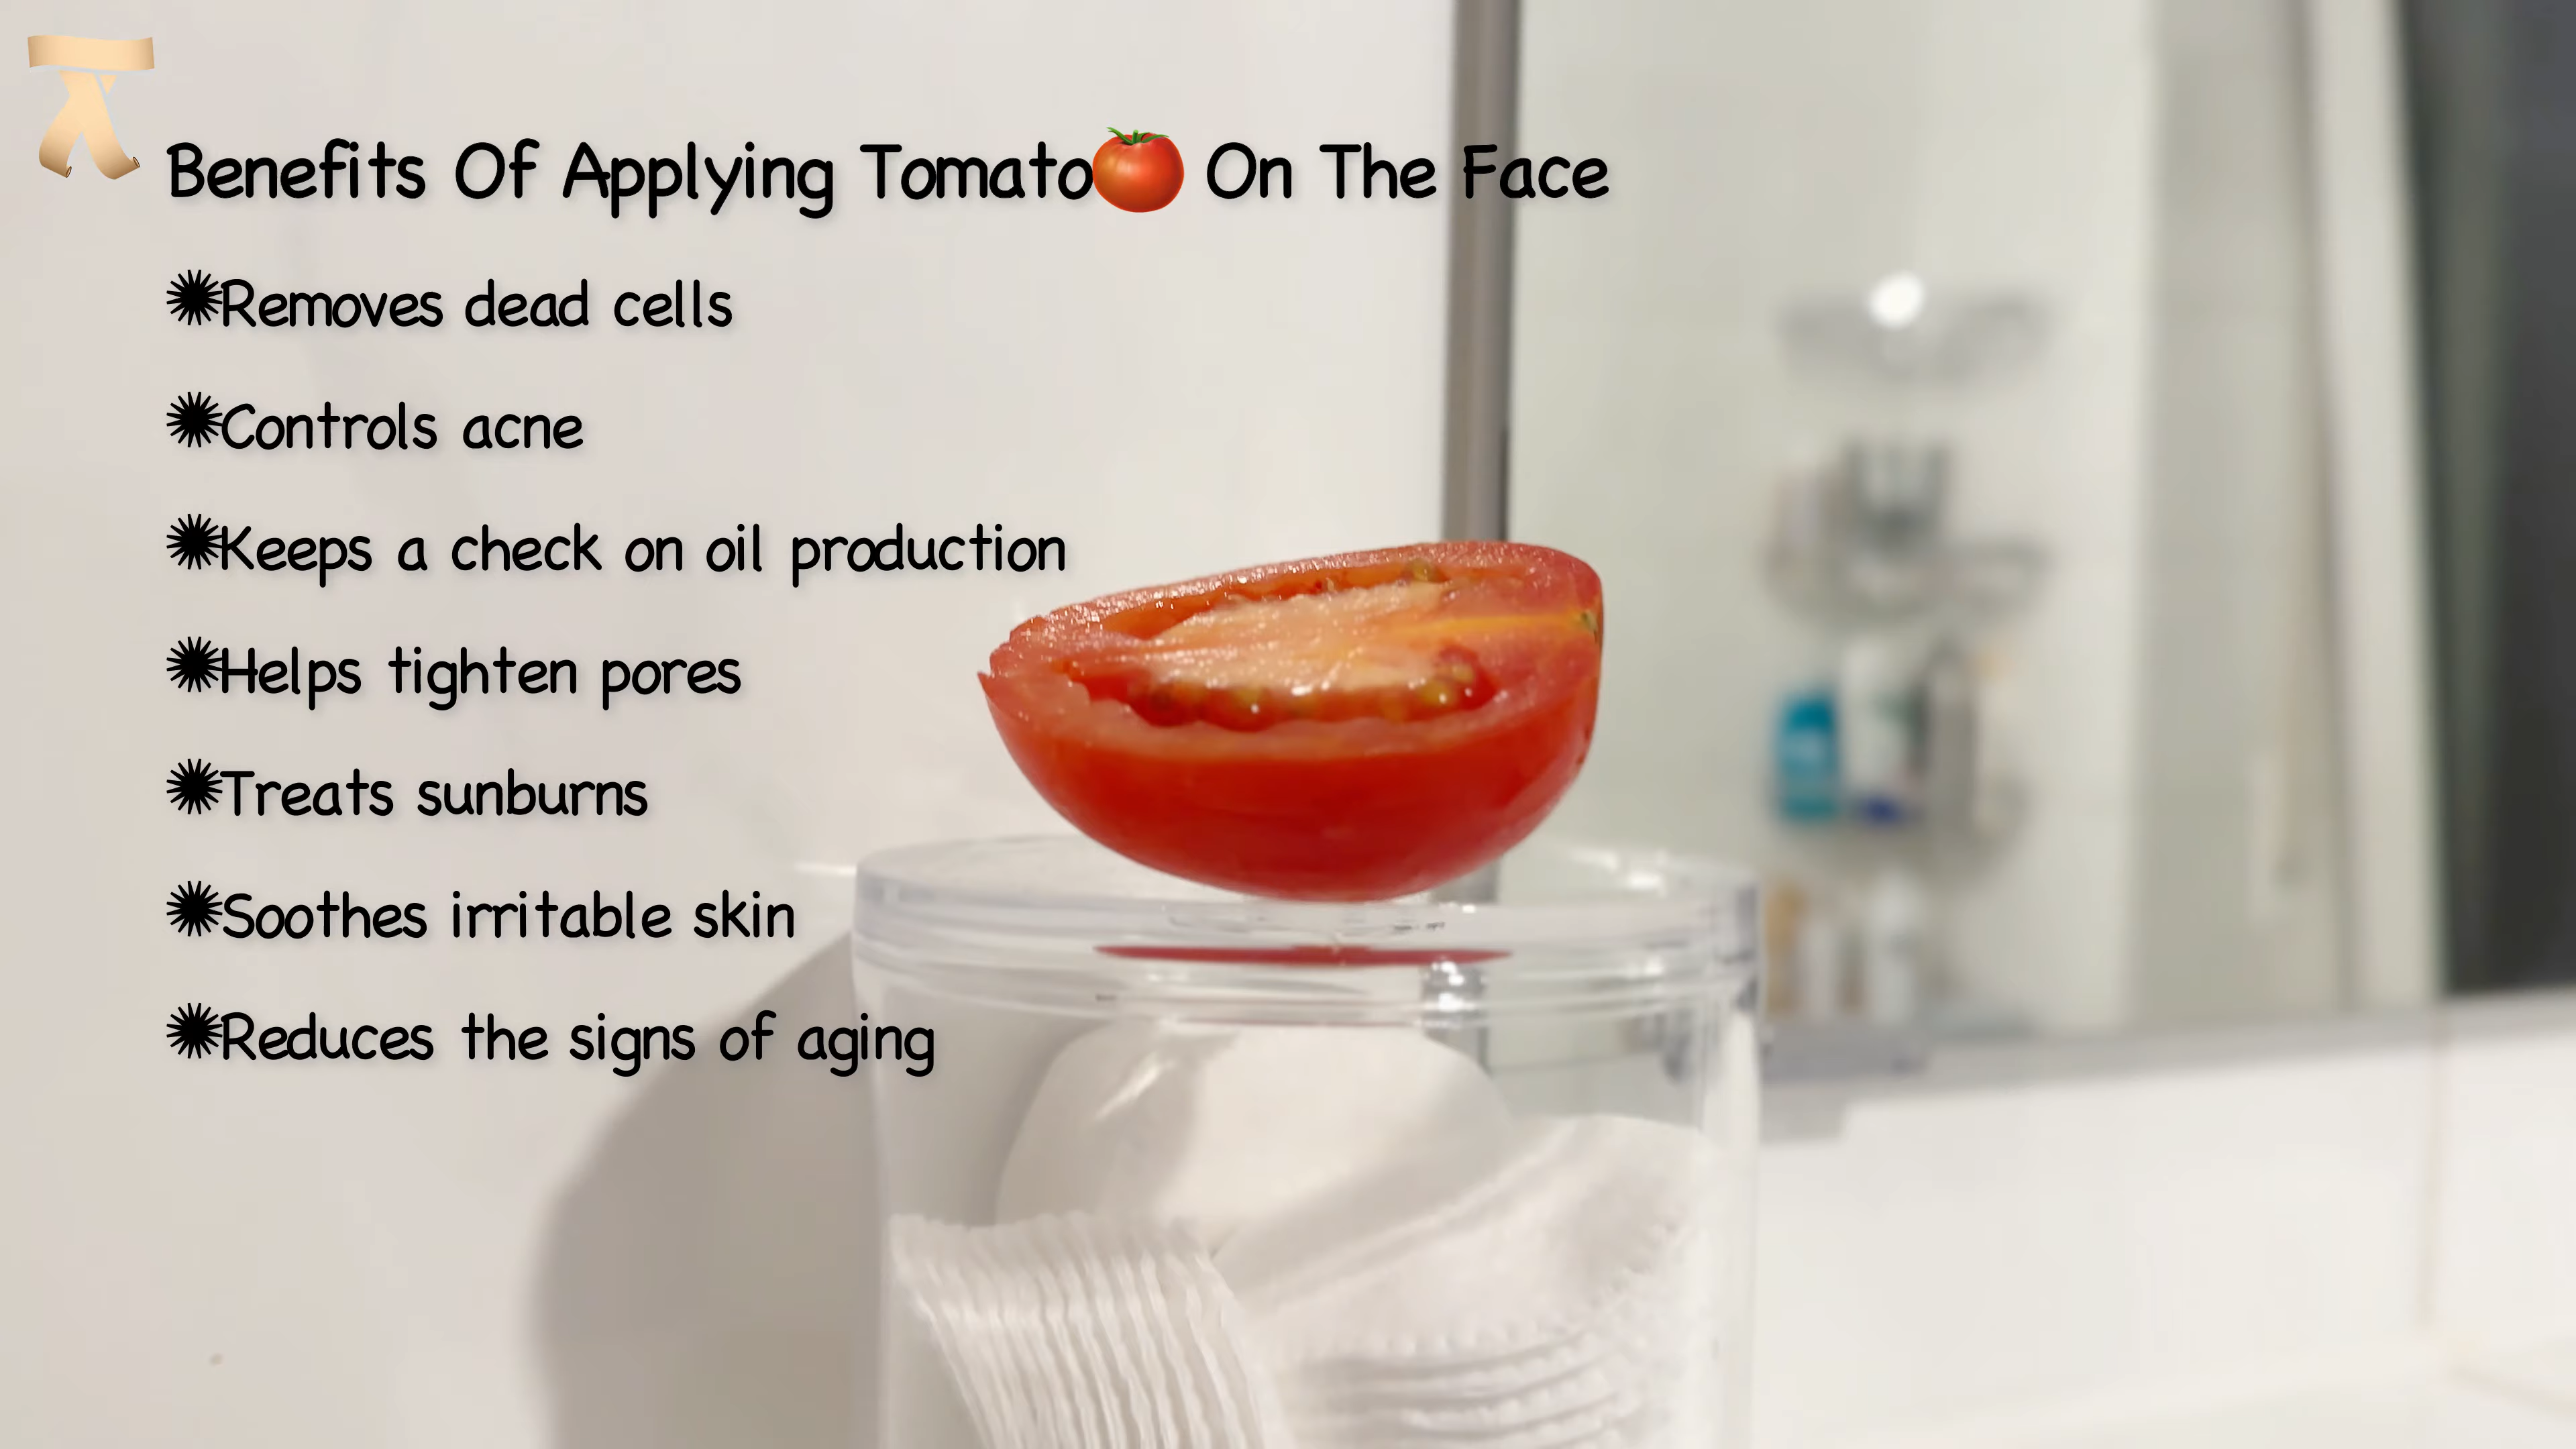 Benefits Of Applying Tomato🍅 On The Face
✺Removes dead cells
✺Controls acne
✺Keeps a check on oil production
✺Helps tighten pores
✺Treats sunburns
✺Soothes irritable skin
✺Reduces the signs of aging